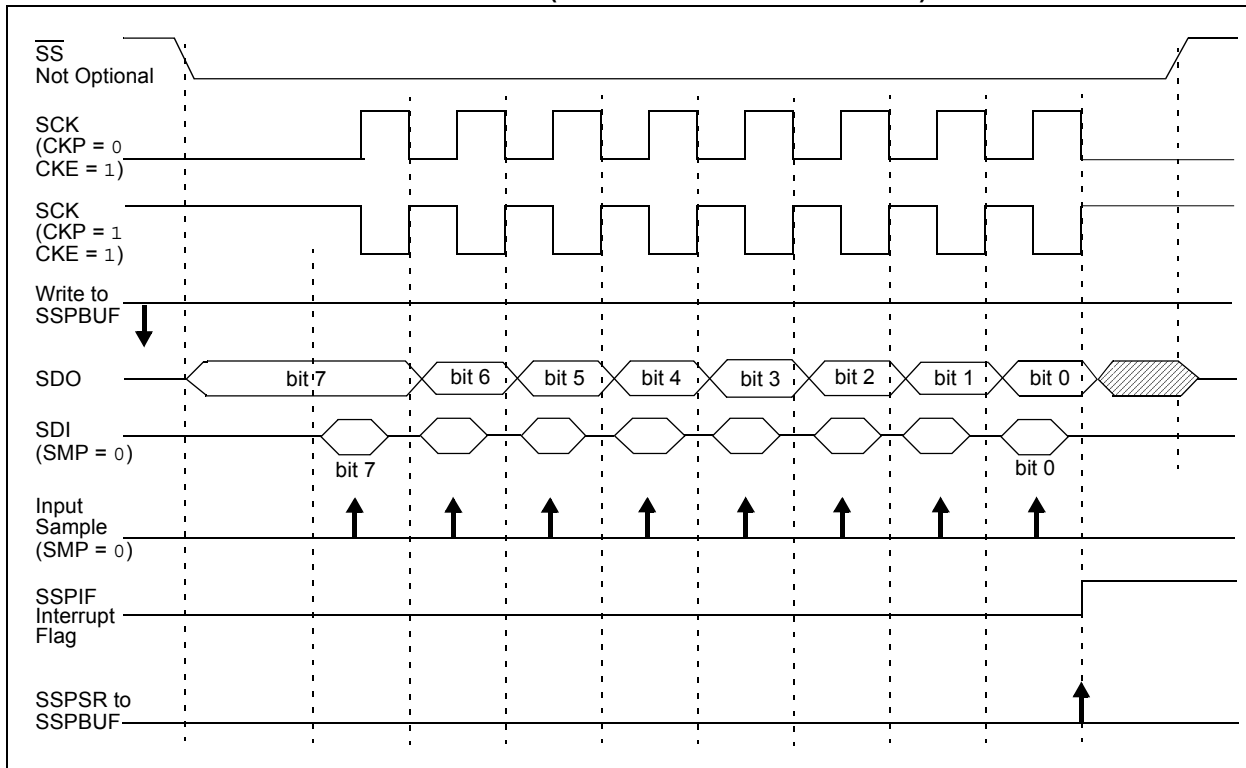 SS
Not Optional
SCK
(CKP = 0
CKE = 1)
SCK
(CKP = 1
CKE = 1)
Write to
SSPBUF
SDO
bit 7
bit 6
bit 5
bit 4
bit 3
bit 2
bit 1
bit 0
SDI
(SMP = 0)
bit 7
bit 0
Input
Sample
(SMP = 0)
SSPIF
Interrupt
Flag
SSPSR to
SSPBUF